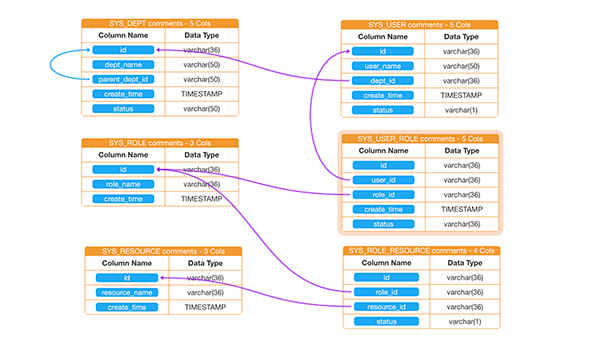 SYS_DEPT comments - 5 Cols
Column Name Data Type
id varchar(36)
dept_name varchar(50)
parent_dept_id varchar(50)
create_time TIMESTAMP
status varchar(50)
SYS_USER comments - 5 Cols
Column Name Data Type
id varchar(36)
user_name varchar(50)
dept_id varchar(36)
create_time TIMESTAMP
status varchar(1)
SYS_ROLE comments - 3 Cols
Column Name Data Type
id varchar(36)
role_name varchar(36)
create_time TIMESTAMP
SYS_USER_ROLE comments - 5 Cols
Column Name Data Type
id varchar(36)
user_id varchar(36)
role_id varchar(36)
create_time TIMESTAMP
status varchar(36)
SYS_RESOURCE comments - 3 Cols
Column Name Data Type
id varchar(36)
resource_name varchar(36)
create_time TIMESTAMP
SYS_ROLE_RESOURCE comments - 4 Cols
Column Name Data Type
id varchar(36)
role_id varchar(36)
resource_id varchar(36)
status varchar(1)